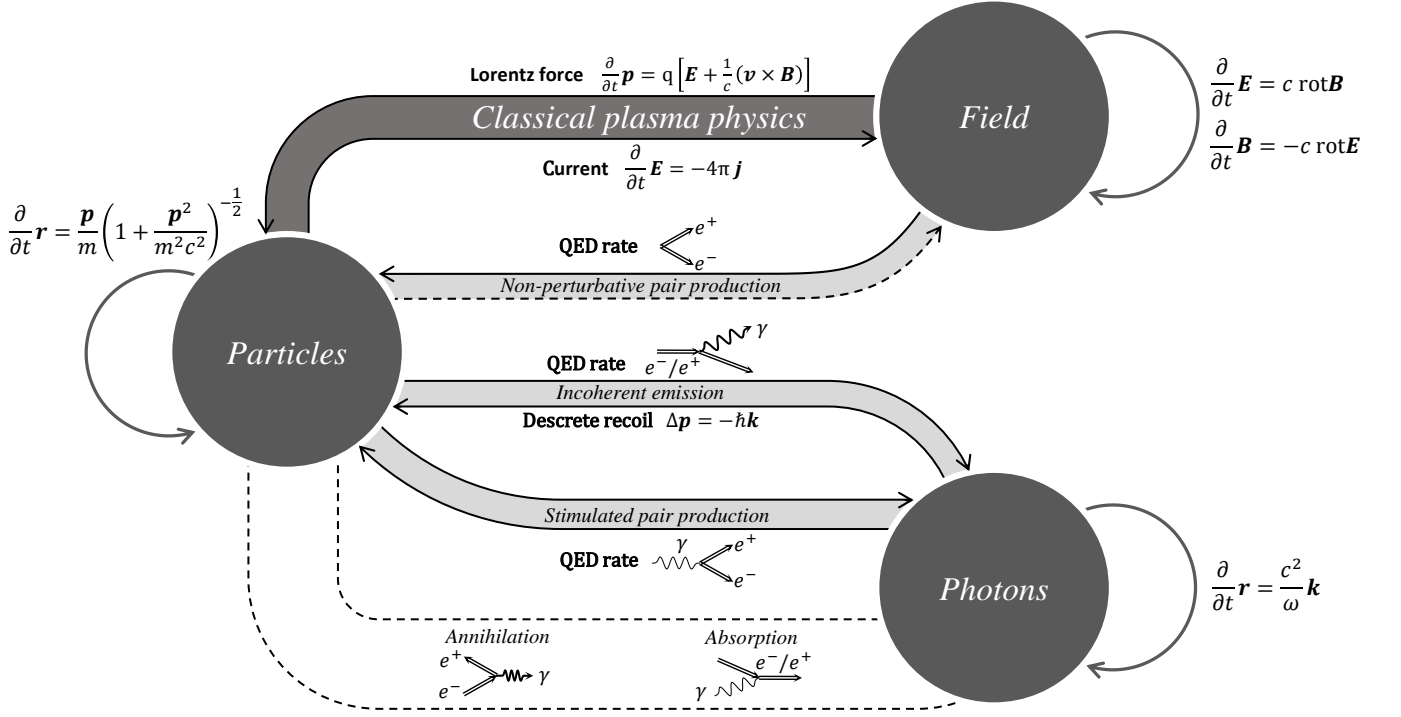 Lorentz force ∂/∂t p = q[E + 1/c (v × B)]
Classical plasma physics
Current ∂/∂t E = −4π j
Field
∂/∂t E = c rotB
∂/∂t B = −c rotE
∂/∂t r = p/m (1 + p²/m²c²)^(−1/2)
QED rate e⁺ e⁻
Non-perturbative pair production
Particles
QED rate e⁻/e⁺ γ
Incoherent emission
Descrete recoil Δp = −ħk
Stimulated pair production
QED rate γ e⁺ e⁻
Photons
∂/∂t r = c²/ω k
Annihilation
e⁺ e⁻ γ
Absorption
e⁻/e⁺ γ